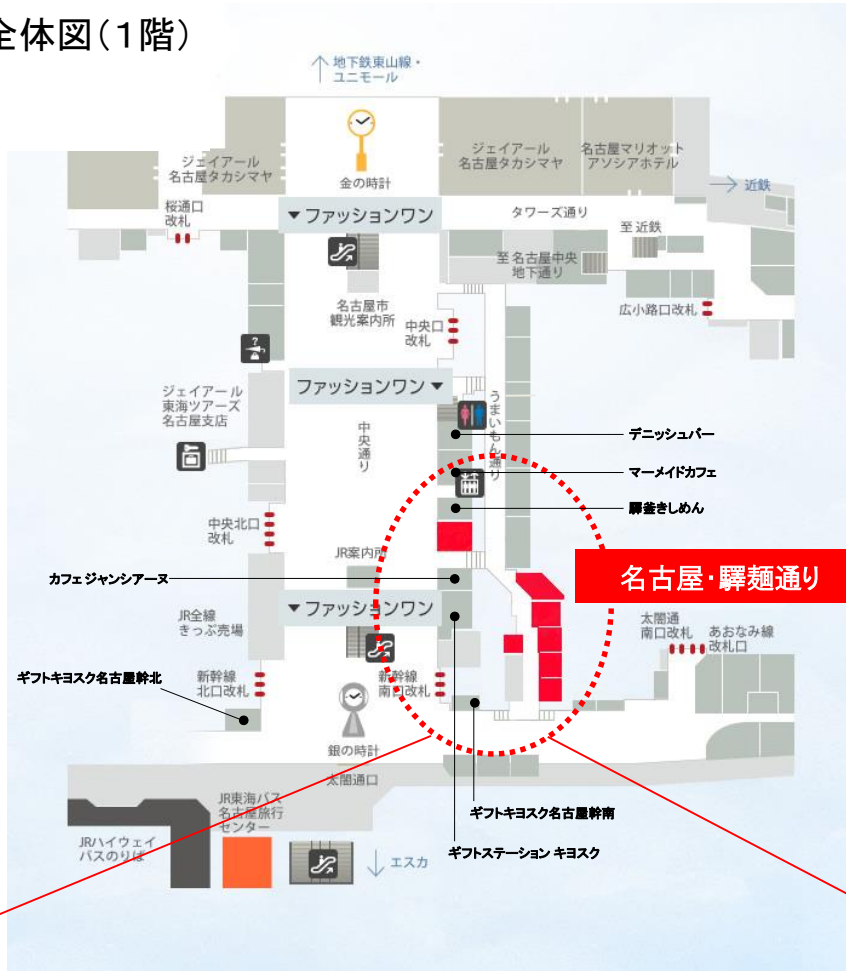 全体図（１階）
地下鉄東山線・
ユニモール
ジェイアール
名古屋タカシマヤ
金の時計
ジェイアール
名古屋タカシマヤ
名古屋マリオット
アソシアホテル
近鉄
桜通口
改札
▼ファッションワン
タワーズ通り
至 近鉄
至 名古屋中央
地下通り
名古屋市
観光案内所
中央口
改札
広小路口改札
?
ファッションワン▼
ジェイアール
東海ツアーズ
名古屋支店
中央通り
うまいもん通り
デニッシュバー
マーメイドカフェ
驛釜きしめん
中央北口
改札
JR案内所
カフェ ジャンシアーヌ
名古屋・驛麺通り
▼ファッションワン
JR全線
きっぷ売場
太閤通
南口改札
あおなみ線
改札口
ギフトキヨスク名古屋幹北
新幹線
北口改札
新幹線
南口改札
銀の時計
太閤通口
JR東海バス
名古屋旅行
センター
ギフトキヨスク名古屋幹南
JRハイウェイ
バスのりば
エスカ
ギフトステーション キヨスク